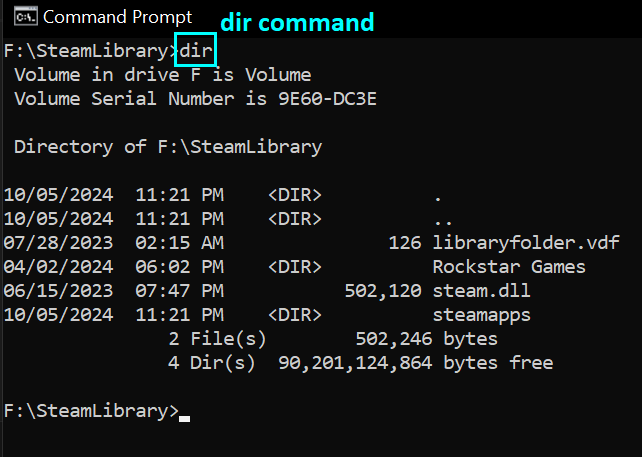 Command Prompt
dir command
F:\SteamLibrary>dir
Volume in drive F is Volume
Volume Serial Number is 9E60-DC3E
Directory of F:\SteamLibrary
10/05/2024  11:21 PM    <DIR>          .
10/05/2024  11:21 PM    <DIR>          ..
07/28/2023  02:15 AM               126 libraryfolder.vdf
04/02/2024  06:02 PM    <DIR>          Rockstar Games
06/15/2023  07:47 PM           502,120 steam.dll
10/05/2024  11:21 PM    <DIR>          steamapps
2 File(s)        502,246 bytes
4 Dir(s)  90,201,124,864 bytes free
F:\SteamLibrary>